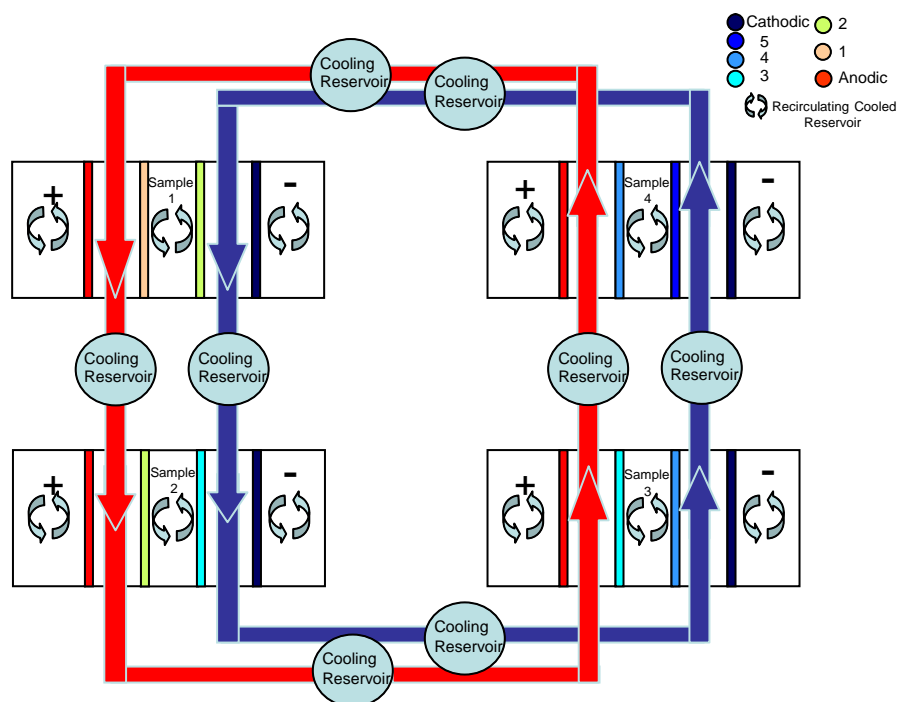 Cooling
Reservoir
Cooling
Reservoir
Cathodic
5
4
3
2
1
Anodic
Recirculating Cooled
Reservoir
+
Sample
1
-
+
Sample
4
-
Cooling
Reservoir
Cooling
Reservoir
Cooling
Reservoir
Cooling
Reservoir
+
Sample
2
-
+
Sample
3
-
Cooling
Reservoir
Cooling
Reservoir